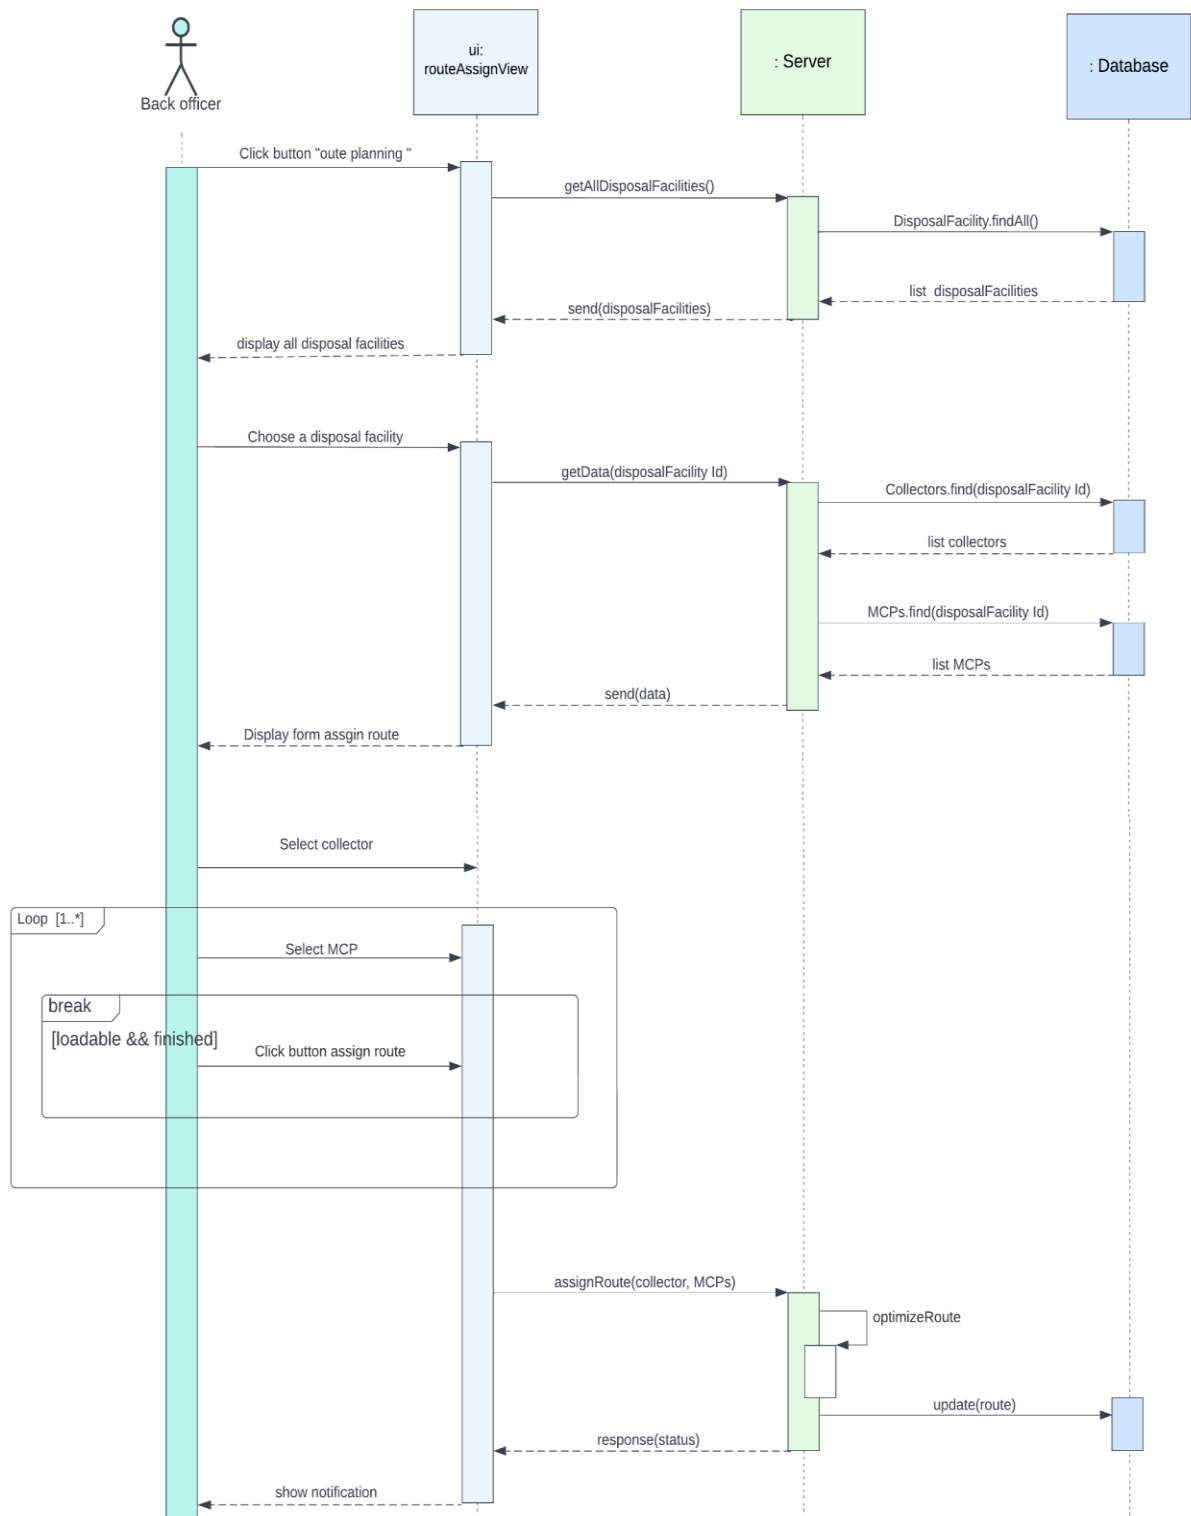 Back officer
ui:
routeAssignView
: Server
: Database
Click button "oute planning "
getAllDisposalFacilities()
DisposalFacility.findAll()
list  disposalFacilities
send(disposalFacilities)
display all disposal facilities
Choose a disposal facility
getData(disposalFacility Id)
Collectors.find(disposalFacility Id)
list collectors
MCPs.find(disposalFacility Id)
list MCPs
send(data)
Display form assgin route
Select collector
Loop  [1..*]
Select MCP
break
[loadable && finished]
Click button assign route
assignRoute(collector, MCPs)
optimizeRoute
update(route)
response(status)
show notification